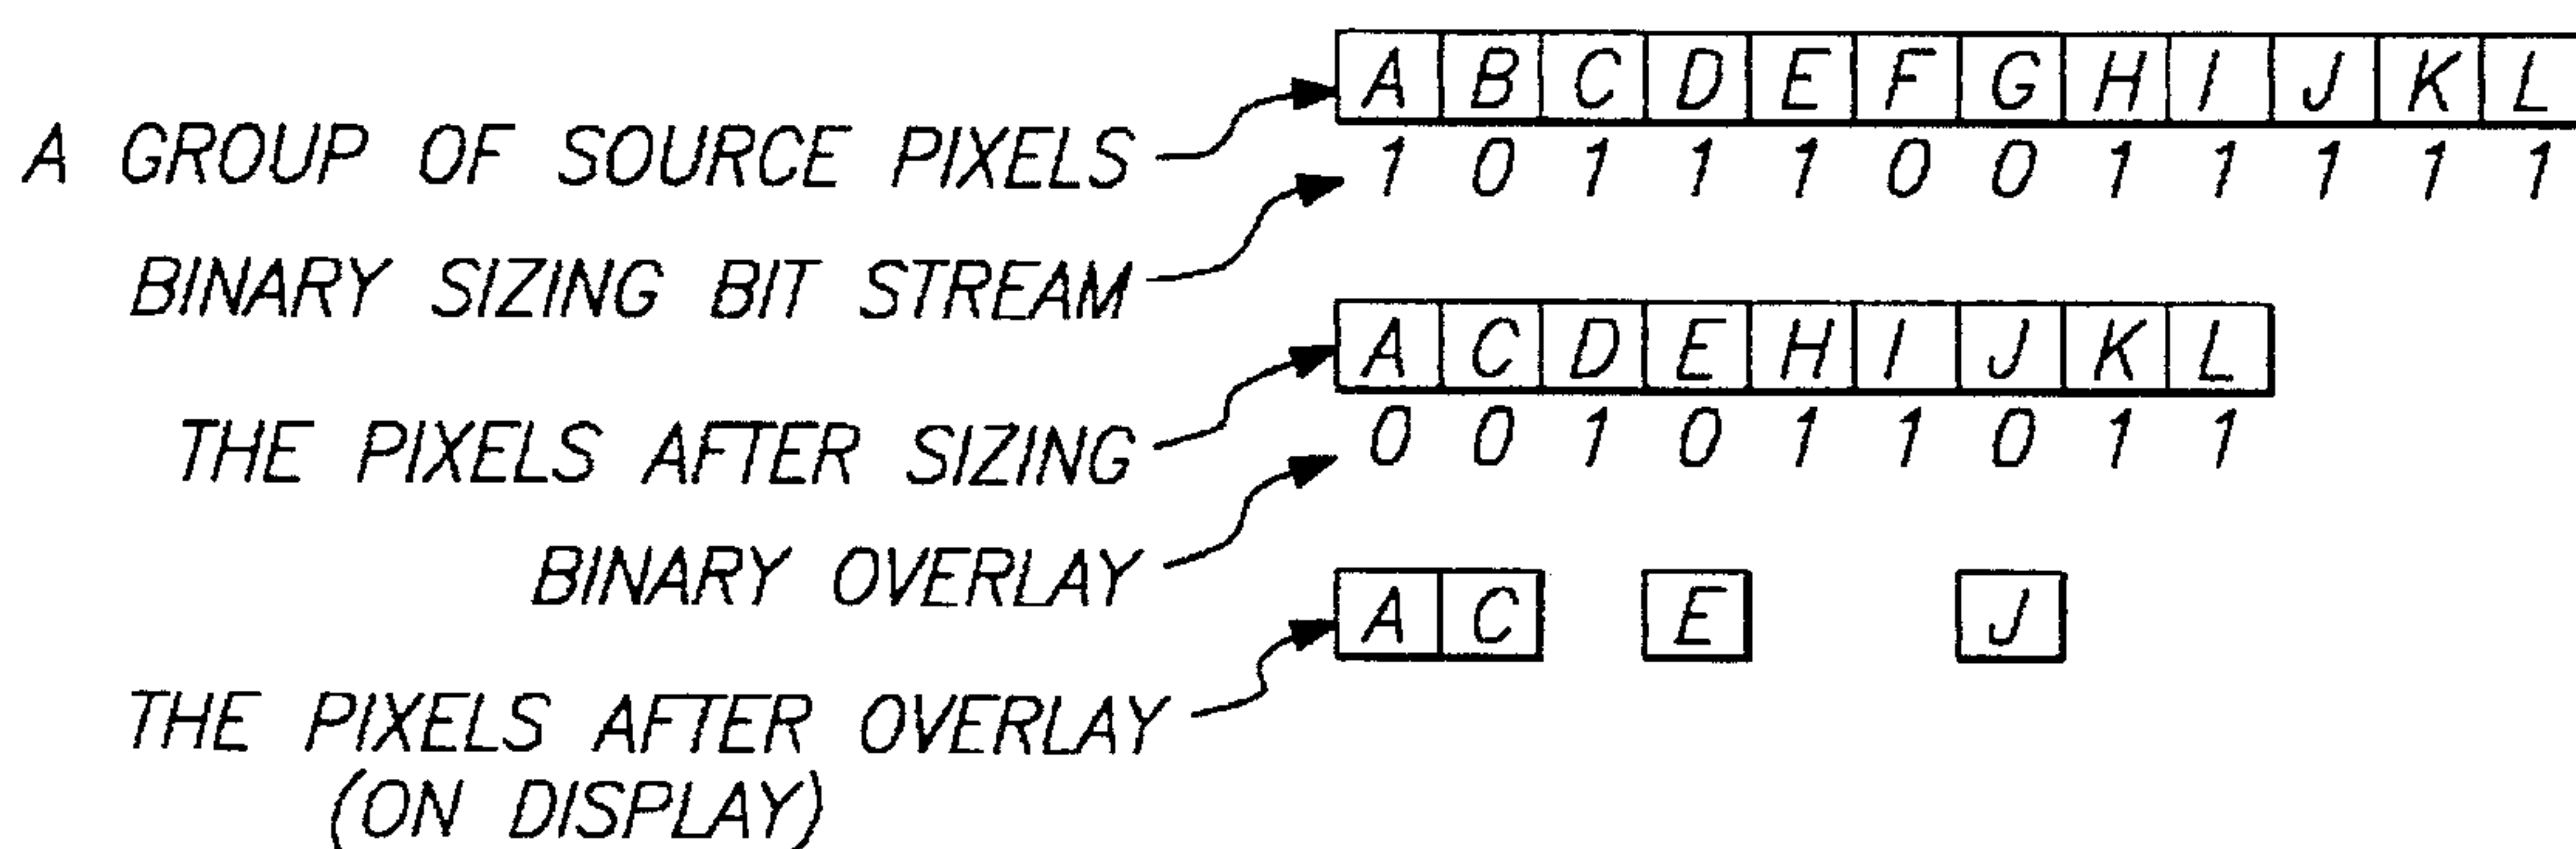 A B C D E F G H I J K L
A GROUP OF SOURCE PIXELS
1 0 1 1 1 0 0 1 1 1 1 1
BINARY SIZING BIT STREAM
A C D E H I J K L
THE PIXELS AFTER SIZING
0 0 1 0 1 1 0 1 1
BINARY OVERLAY
A C E J
THE PIXELS AFTER OVERLAY
(ON DISPLAY)